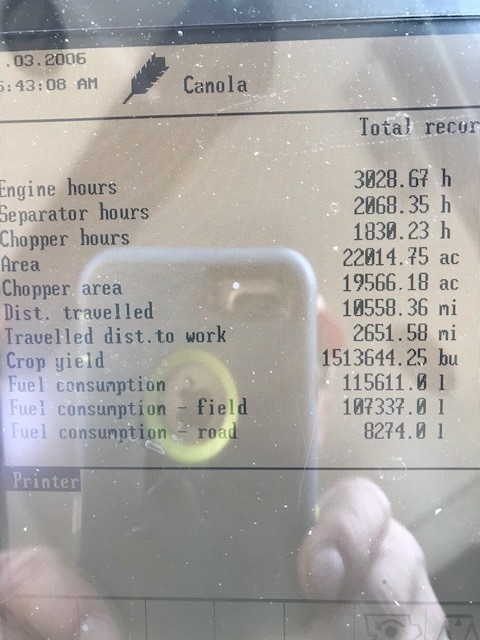 .03.2006
:43:08 AM
Canola
Total recor
Engine hours 3028.67 h
Separator hours 2068.35 h
Chopper hours 1830.23 h
Area 22014.75 ac
Chopper area 19566.18 ac
Dist. travelled 10558.36 mi
Travelled dist.to work 2651.58 mi
Crop yield 1513644.25 bu
Fuel consumption 115611.0 l
Fuel consumption - field 107337.0 l
Fuel consumption - road 8274.0 l
Printer